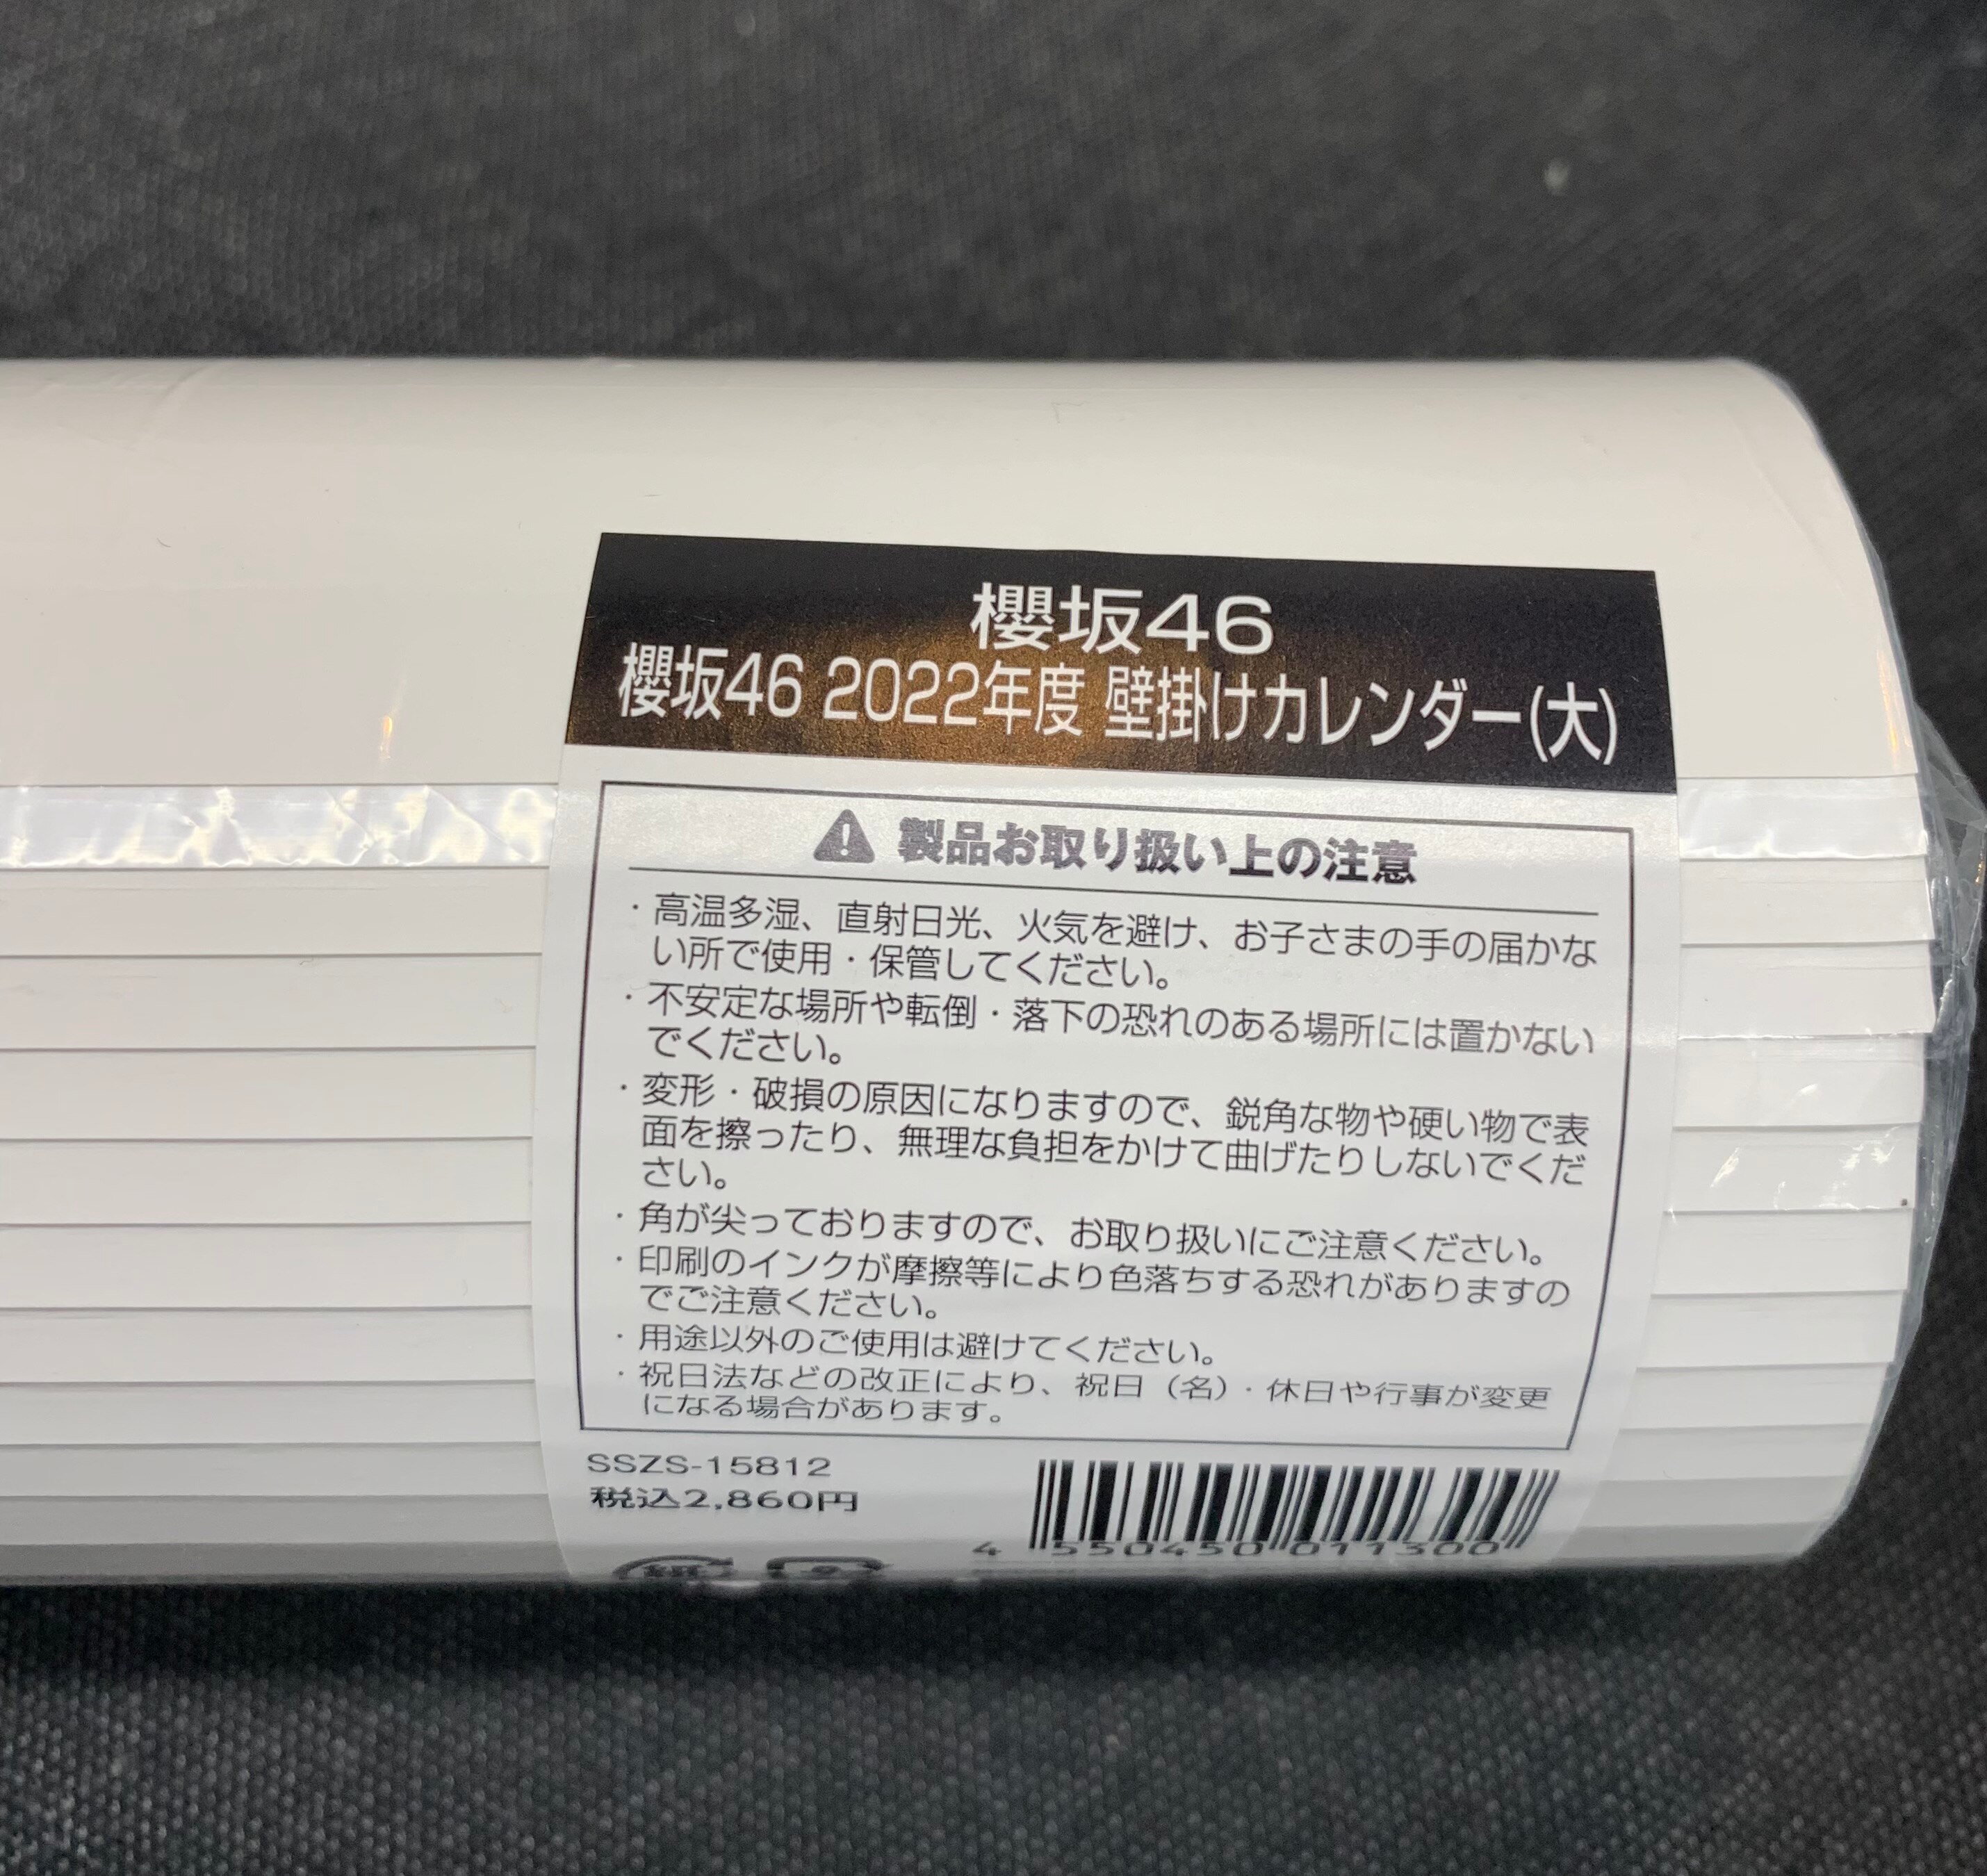 櫻坂46
櫻坂46 2022年度 壁掛けカレンダー(大)
製品お取り扱い上の注意
・高温多湿、直射日光、火気を避け、お子さまの手の届かな
い所で使用・保管してください。
・不安定な場所や転倒・落下の恐れのある場所には置かない
でください。
・変形・破損の原因になりますので、鋭角な物や硬い物で表
面を擦ったり、無理な負担をかけて曲げたりしないでくだ
さい。
・角が尖っておりますので、お取り扱いにご注意ください。
・印刷のインクが摩擦等により色落ちする恐れがありますの
でご注意ください。
・用途以外のご使用は避けてください。
・祝日法などの改正により、祝日（名）・休日や行事が変更
になる場合があります。
SSZS-15812
税込2,860円
4 550450 011300